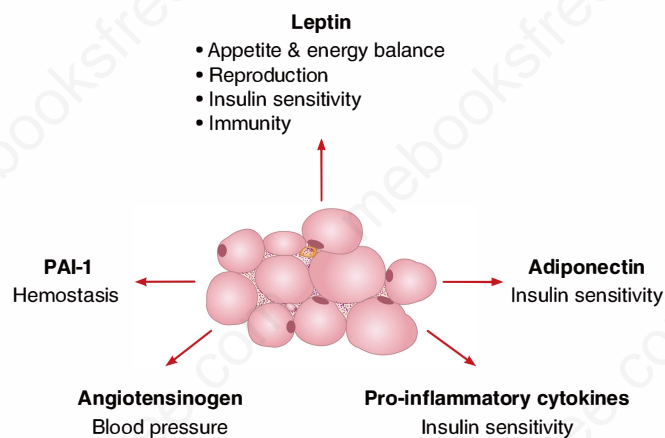 Leptin
• Appetite & energy balance
• Reproduction
• Insulin sensitivity
• Immunity
PAI-1
Hemostasis
Adiponectin
Insulin sensitivity
Angiotensinogen
Blood pressure
Pro-inflammatory cytokines
Insulin sensitivity